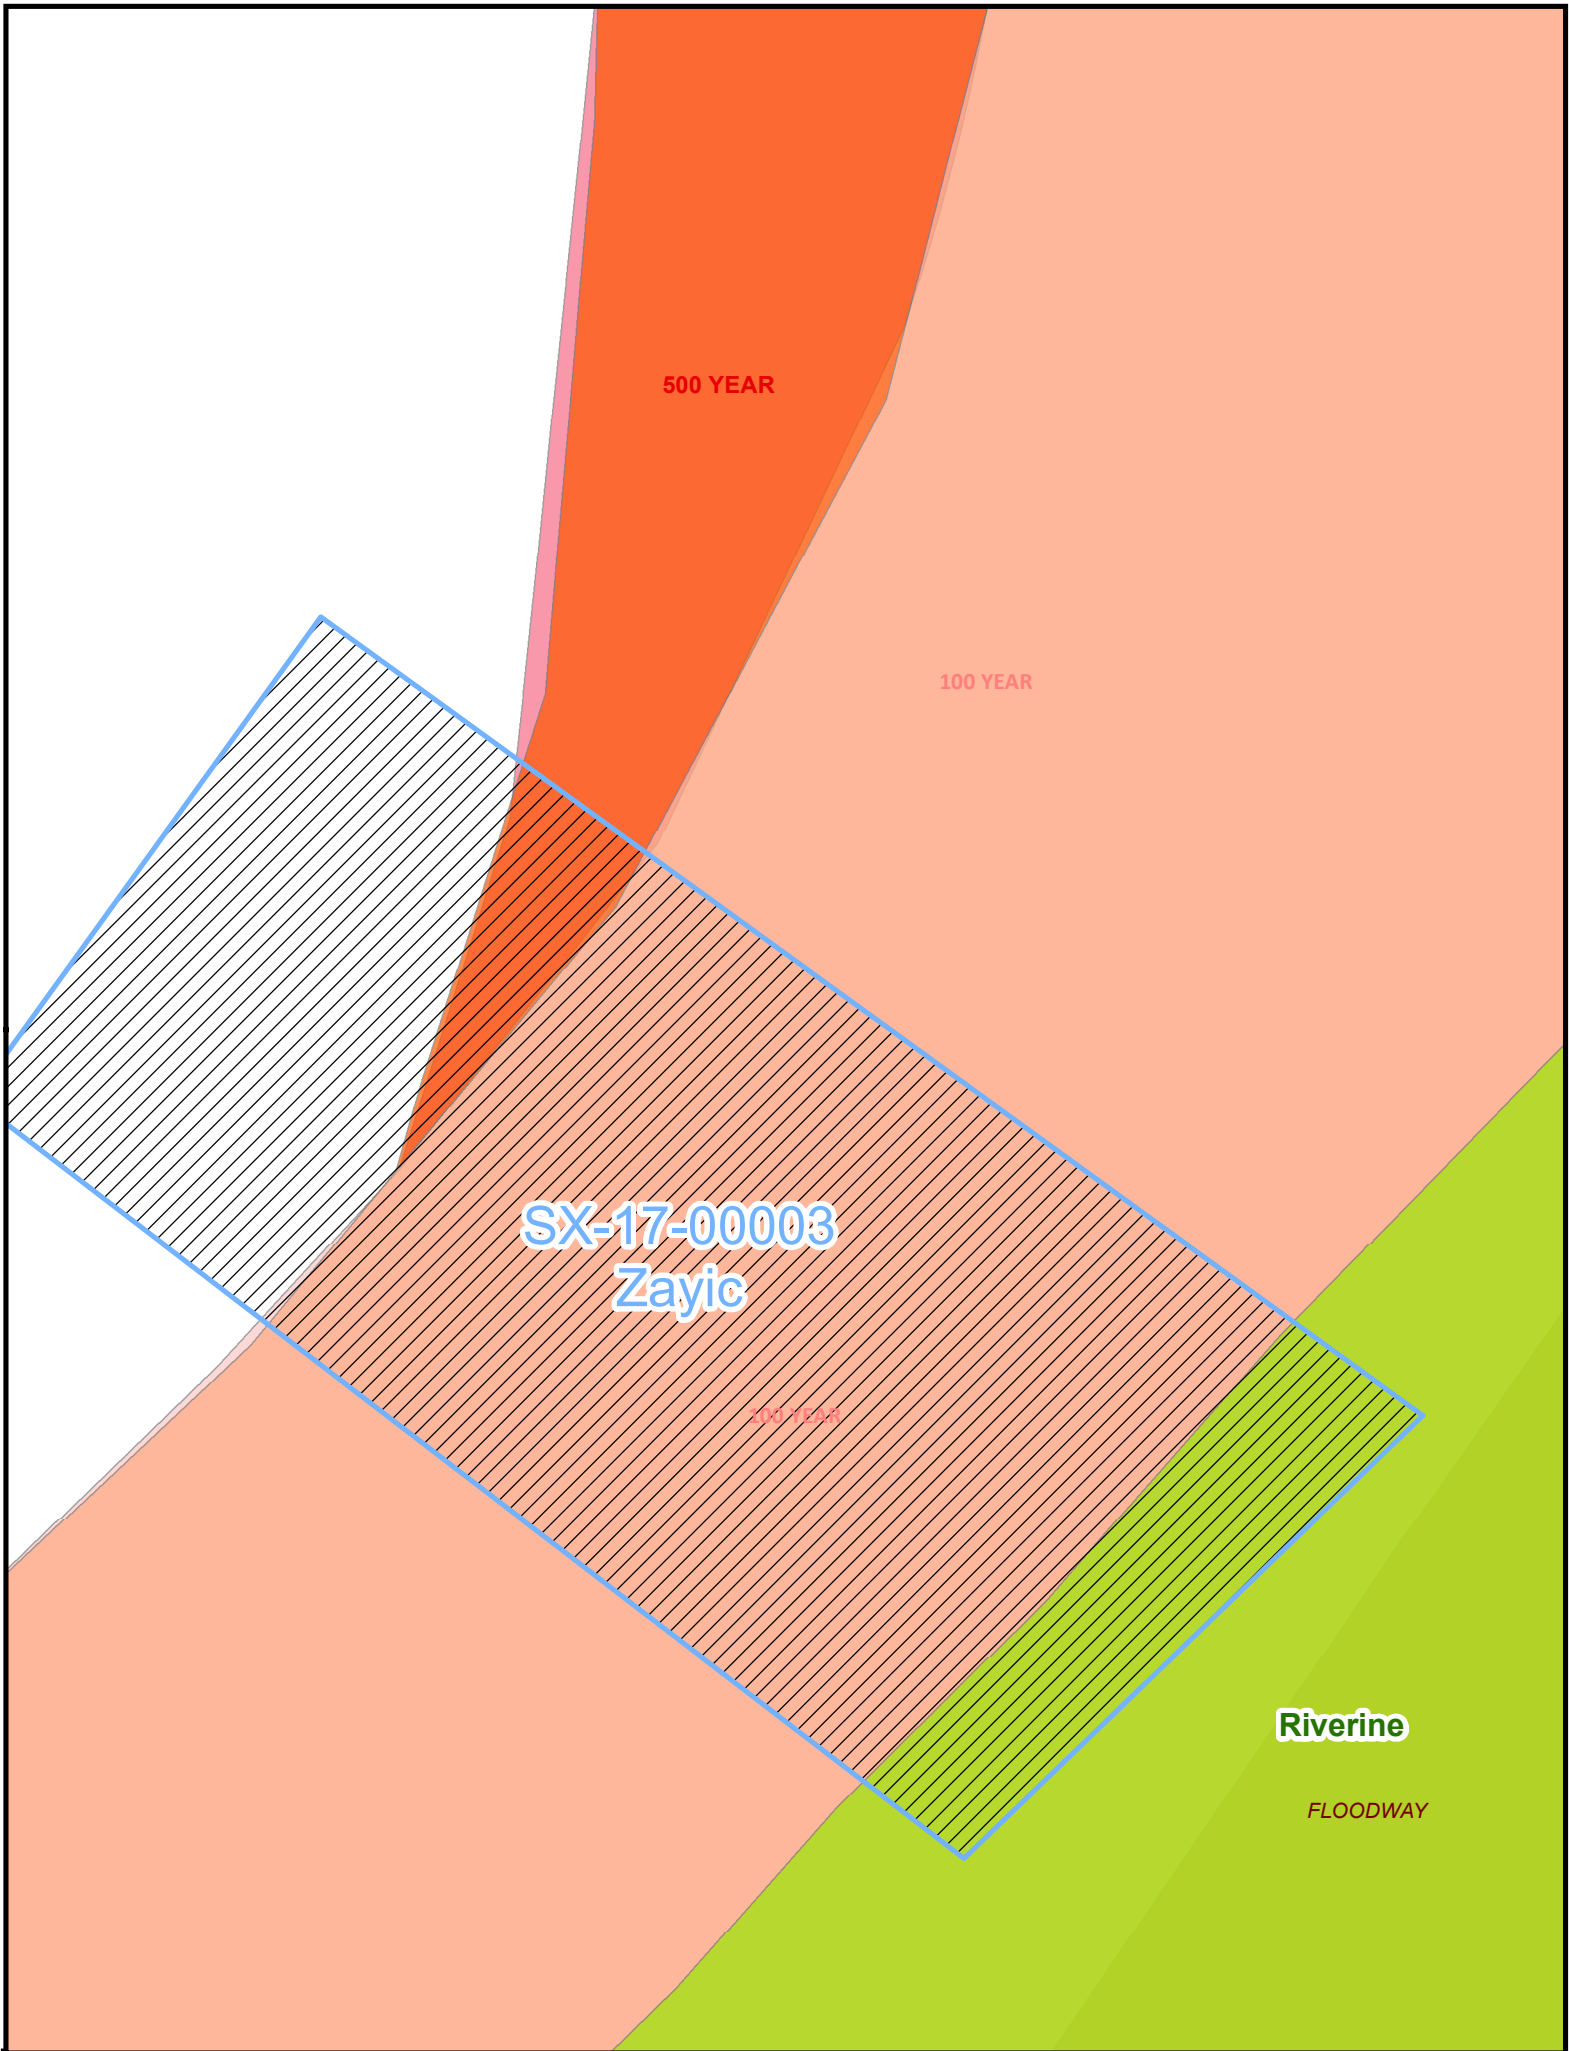 500 YEAR
100 YEAR
SX-17-00003
Zayic
100 YEAR
Riverine
FLOODWAY